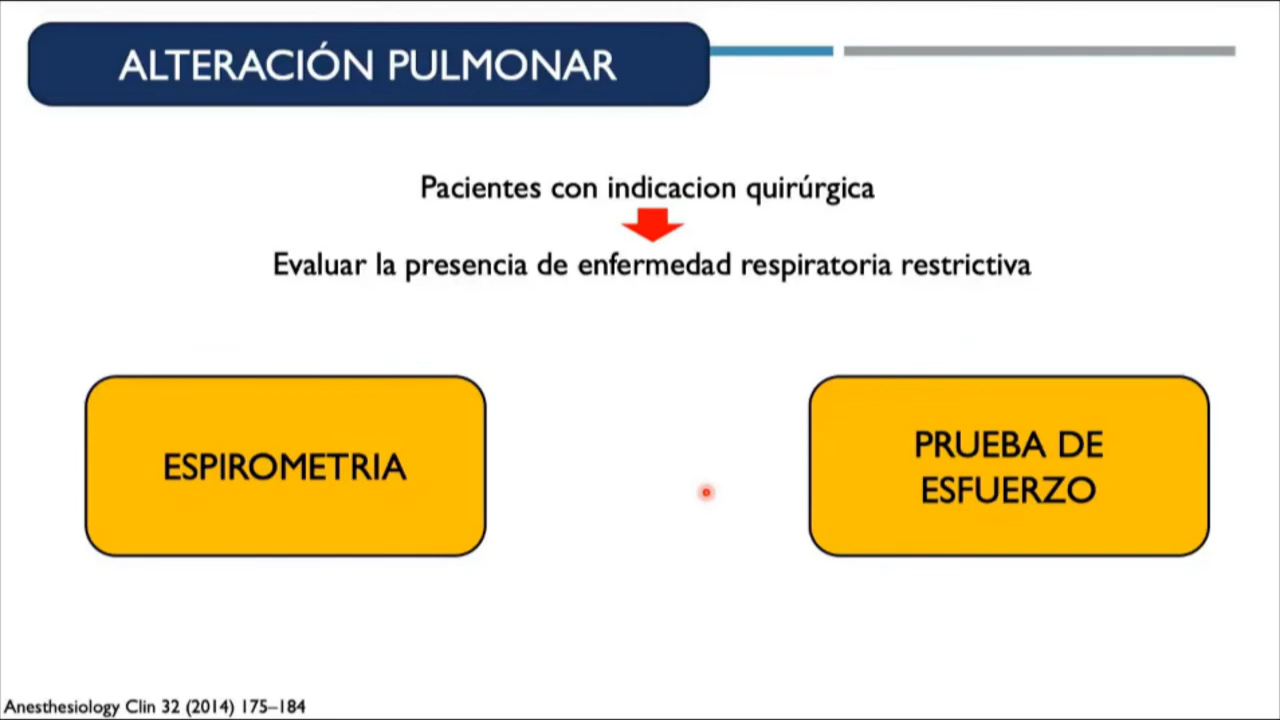 ALTERACIÓN PULMONAR
Pacientes con indicacion quirúrgica
Evaluar la presencia de enfermedad respiratoria restrictiva
ESPIROMETRIA
PRUEBA DE
ESFUERZO
Anesthesiology Clin 32 (2014) 175–184